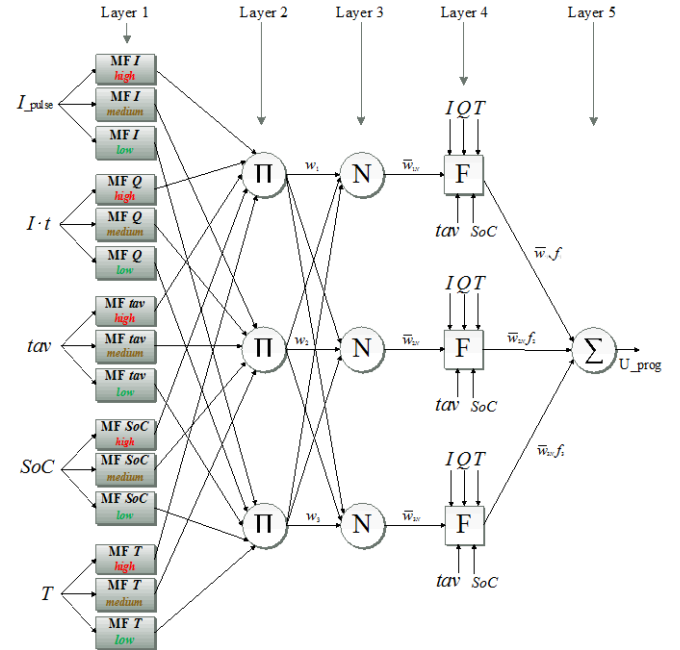 Layer 1
Layer 2
Layer 3
Layer 4
Layer 5
I_pulse
MF I
high
MF I
medium
MF I
low
I·t
MF Q
high
MF Q
medium
MF Q
low
tav
MF tav
high
MF tav
medium
MF tav
low
SoC
MF SoC
high
MF SoC
medium
MF SoC
low
T
MF T
high
MF T
medium
MF T
low
Π
w₁
N
w̅₁N
I Q T
F
tav SoC
w̅ f
Π
w₂
N
w̅₂N
I Q T
F
tav SoC
w̅₂N f₂
Σ
U_prog
Π
w₃
N
w̅₃N
I Q T
F
tav SoC
w̅ f₃